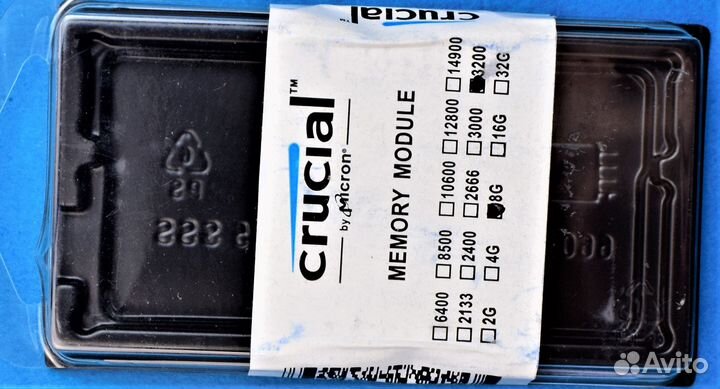 crucial
crucial™
by Micron®
MEMORY MODULE
☐ 6400 ☐ 8500 ☐ 10600 ☐ 12800 ☐ 14900
☐ 2133 ☐ 2400 ☐ 2666 ☐ 3000 ■ 3200
☐ 2G ☐ 4G ■ 8G ☐ 16G ☐ 32G
PS
Avito